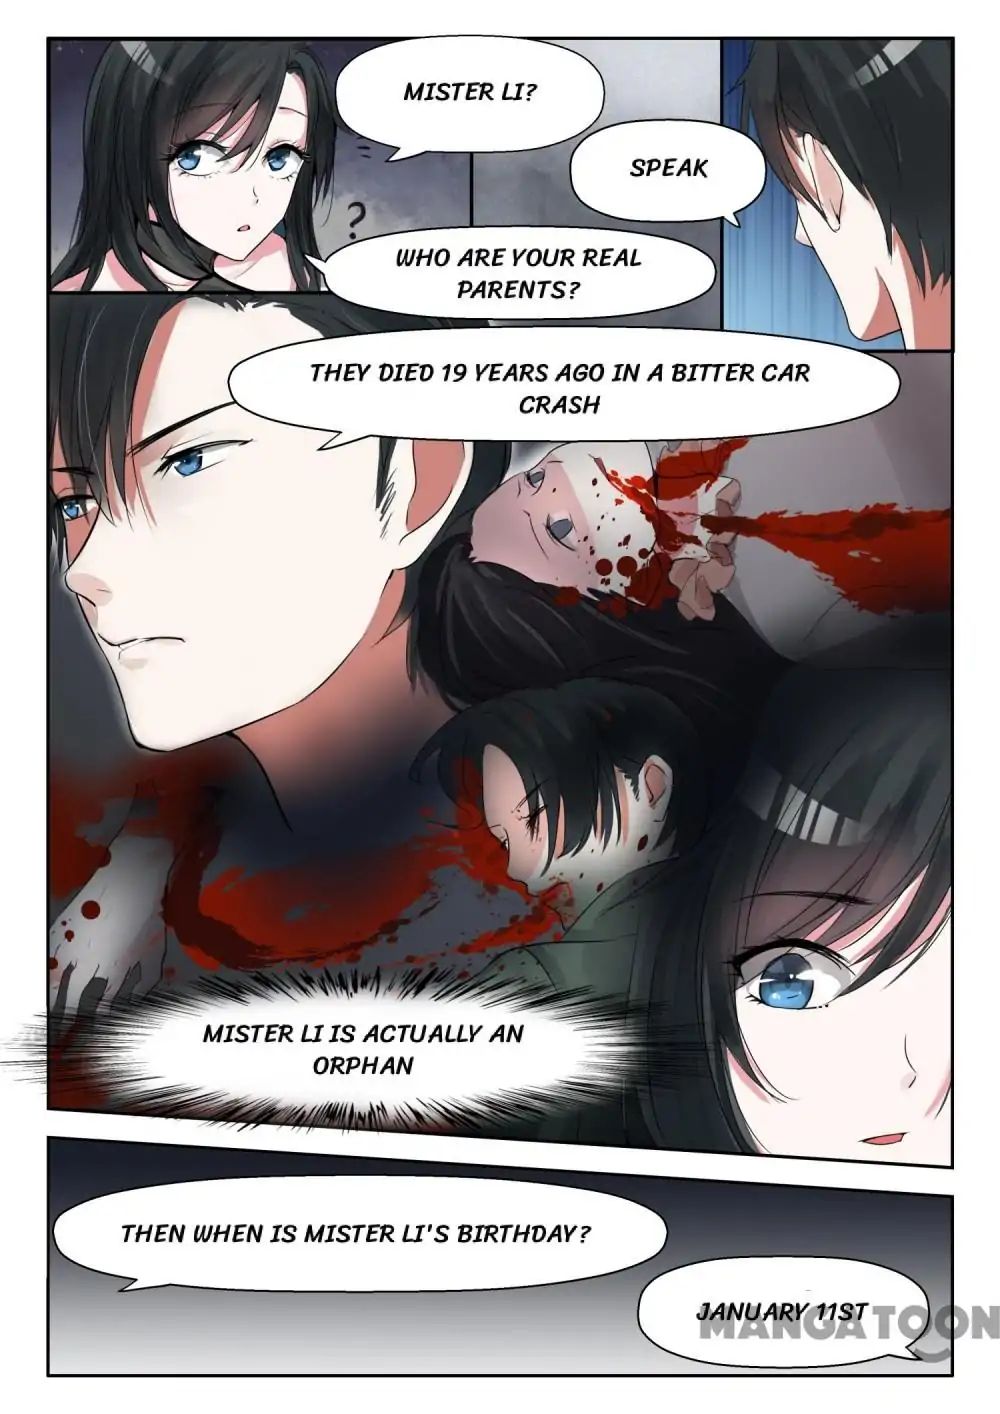 MISTER LI?
SPEAK
?
WHO ARE YOUR REAL
PARENTS?
THEY DIED 19 YEARS AGO IN A BITTER CAR
CRASH
MISTER LI IS ACTUALLY AN
ORPHAN
THEN WHEN IS MISTER LI'S BIRTHDAY?
JANUARY 11ST
MANGATOON